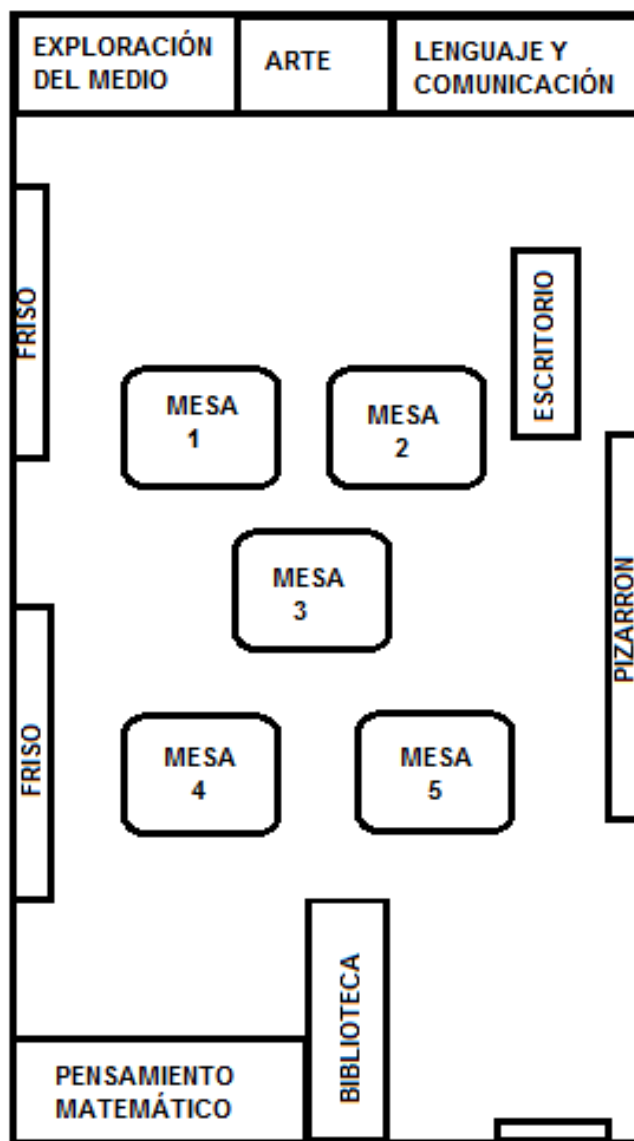 EXPLORACIÓN
DEL MEDIO
ARTE
LENGUAJE Y
COMUNICACIÓN
FRISO
ESCRITORIO
MESA
1
MESA
2
PIZARRON
MESA
3
FRISO
MESA
4
MESA
5
BIBLIOTECA
PENSAMIENTO
MATEMÁTICO